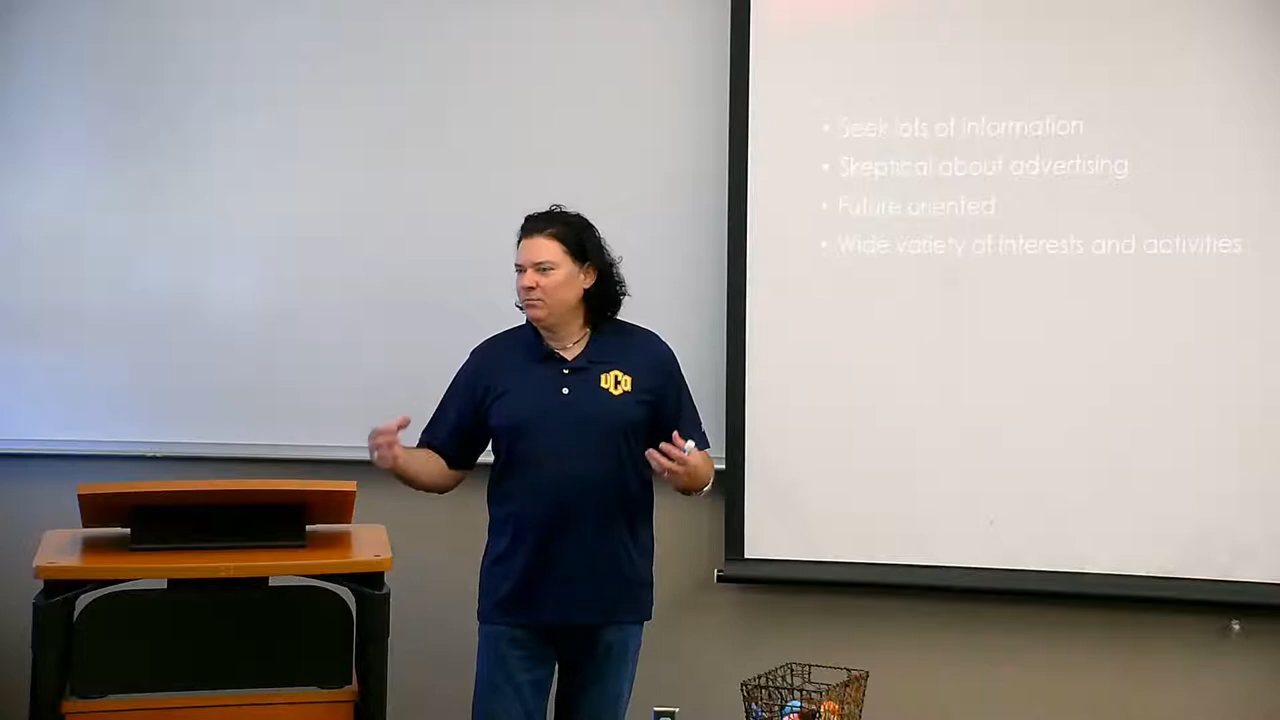 • Seek lots of information
• Skeptical about advertising
• Future oriented
• Wide variety of interests and activities
UCO